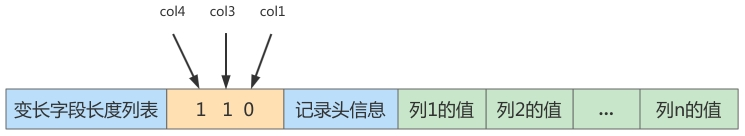 col4 col3 col1
变长字段长度列表 1 1 0 记录头信息 列1的值 列2的值 ... 列n的值